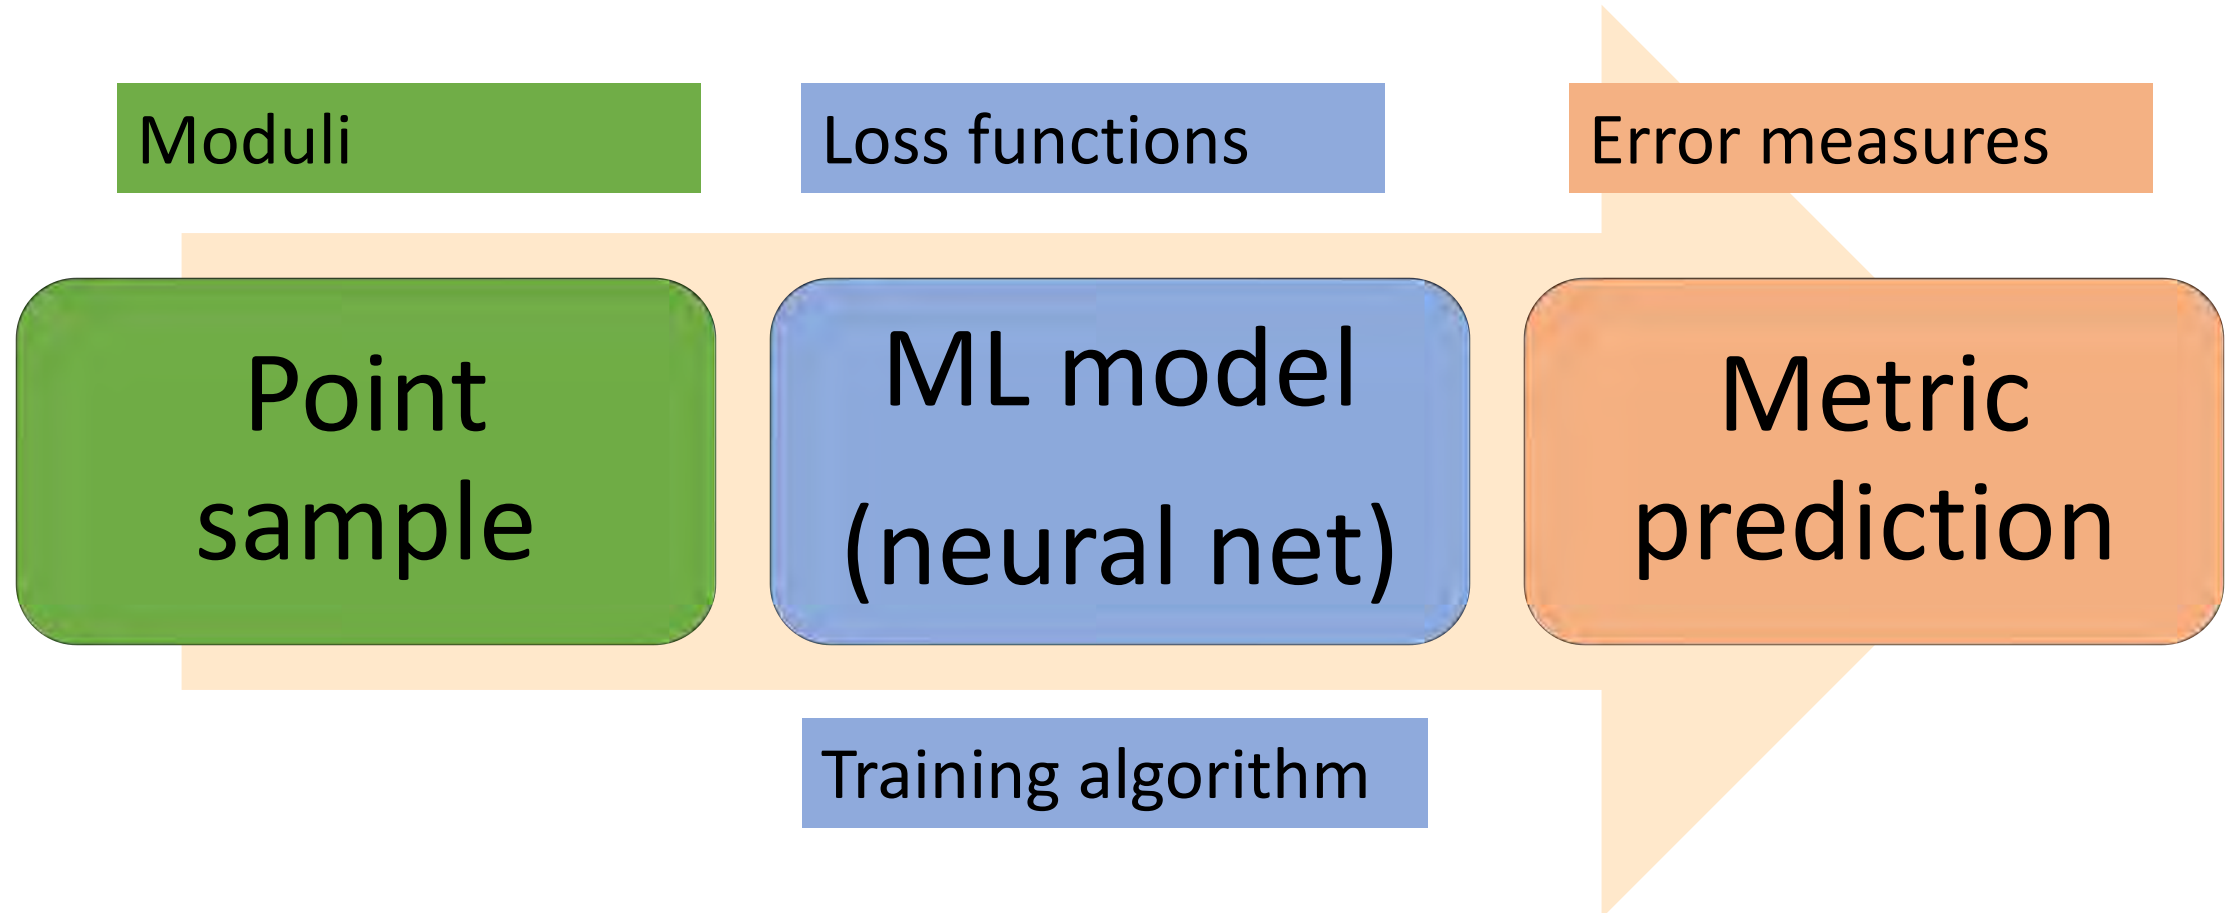 Moduli
Loss functions
Error measures
Point
sample
ML model
(neural net)
Metric
prediction
Training algorithm